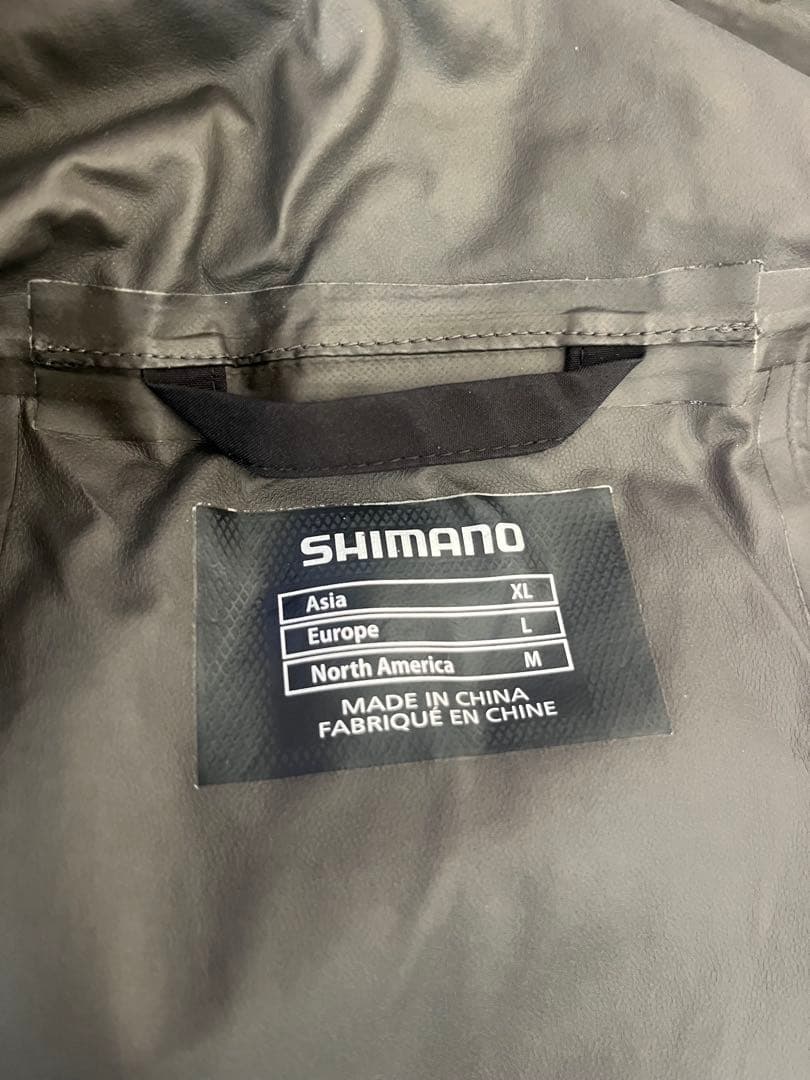 SHIMANO
Asia XL
Europe L
North America M
MADE IN CHINA
FABRIQUÉ EN CHINE